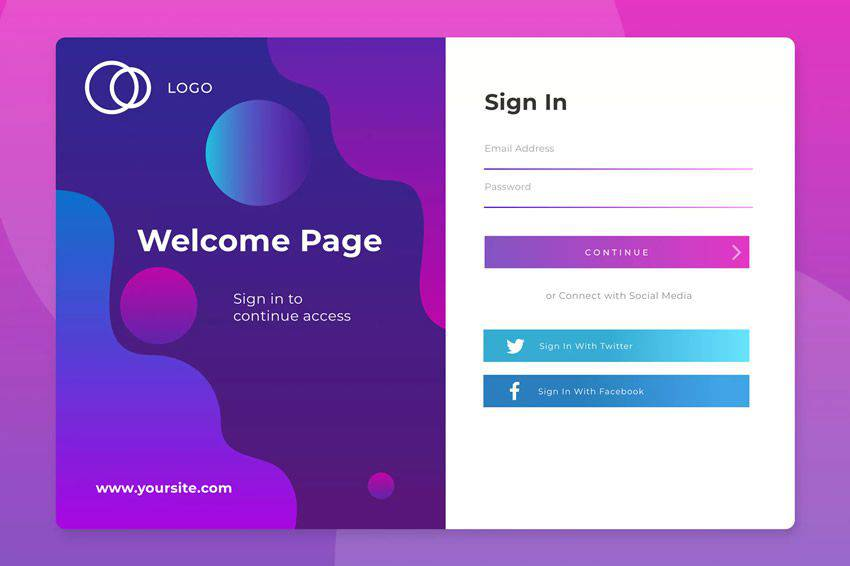 LOGO
Welcome Page
Sign in to
continue access
www.yoursite.com
Sign In
Email Address
Password
CONTINUE
or Connect with Social Media
Sign In With Twitter
Sign In With Facebook